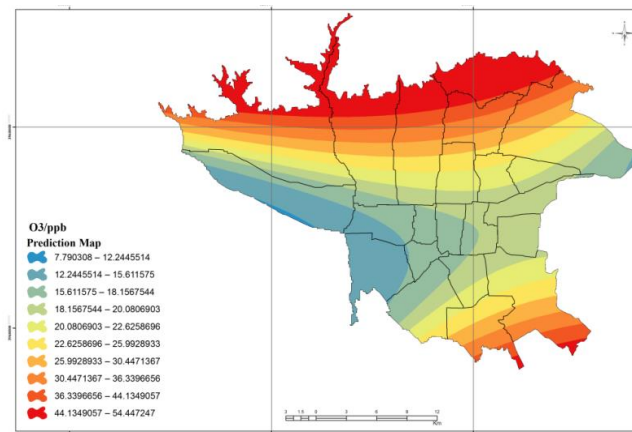 O3/ppb
Prediction Map
7.790308 – 12.2445514
12.2445514 – 15.611575
15.611575 – 18.1567544
18.1567544 – 20.0806903
20.0806903 – 22.6258696
22.6258696 – 25.9928933
25.9928933 – 30.4471367
30.4471367 – 36.3396656
36.3396656 – 44.1349057
44.1349057 – 54.447247